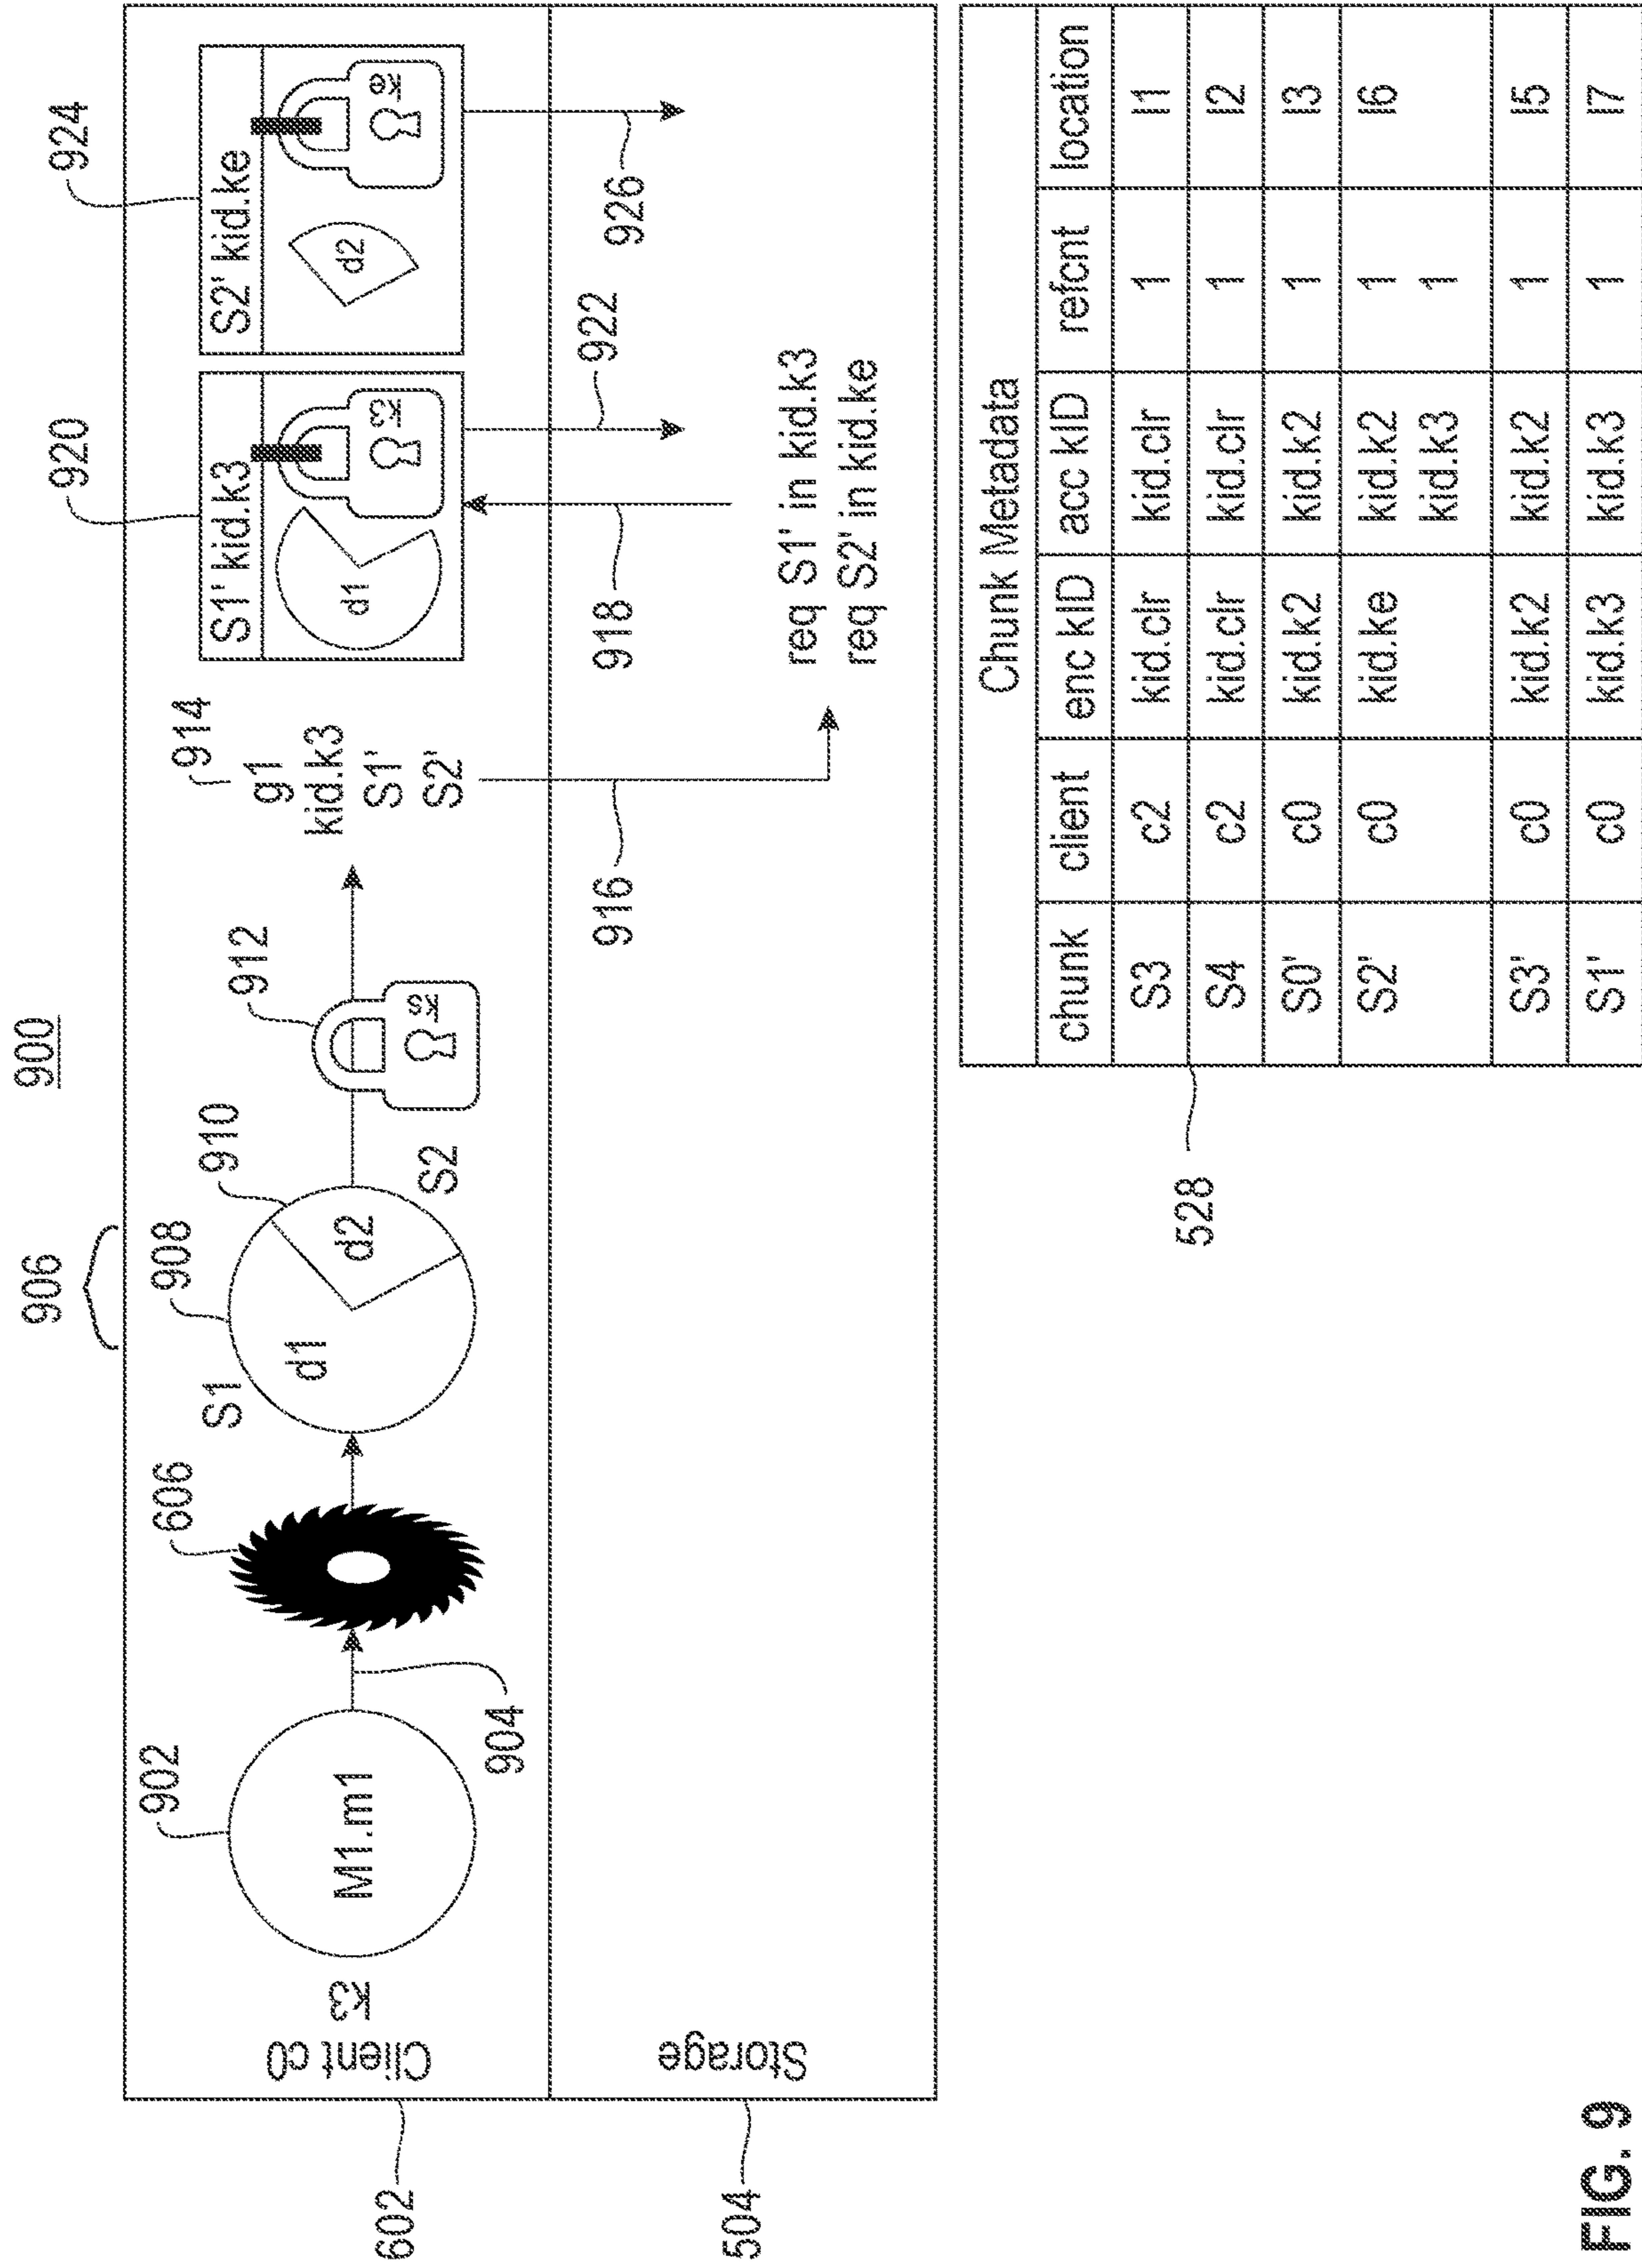 900
906
902
904
606
908
910
912
914
920
924
Client c0
k3
M1.m1
S1
d1
d2
S2
ks
g1
kid.k3
S1'
S2'
S1' kid.k3
d1
k3
S2' kid.ke
d2
ke
602
Storage
504
916
918
922
926
req S1' in kid.k3
req S2' in kid.ke
528
Chunk Metadata
chunk client enc kID acc kID refcnt location
S3 c2 kid.clr kid.clr 1 l1
S4 c2 kid.clr kid.clr 1 l2
S0' c0 kid.k2 kid.k2 1 l3
S2' c0 kid.ke kid.k2 1 l6
kid.k3 1
S3' c0 kid.k2 kid.k2 1 l5
S1' c0 kid.k3 kid.k3 1 l7
FIG. 9